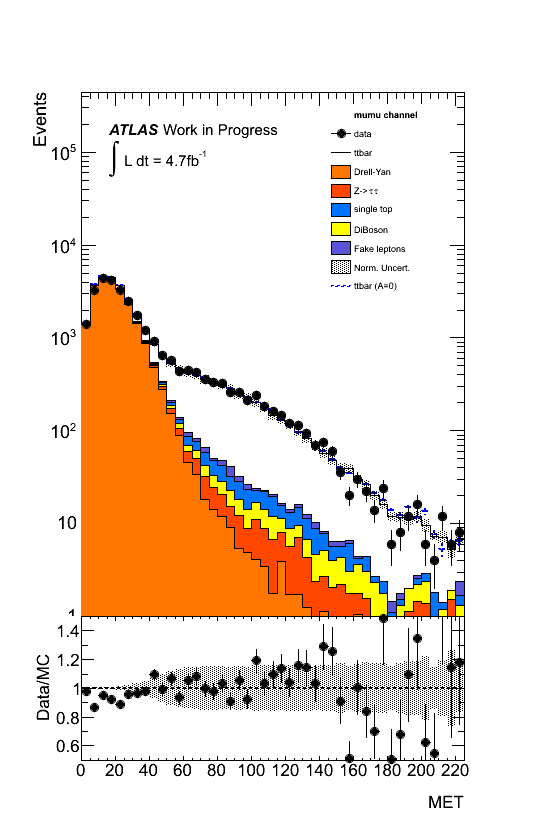 Events
ATLAS Work in Progress
∫ L dt = 4.7fb⁻¹
mumu channel
data
ttbar
Drell-Yan
Z->ττ
single top
DiBoson
Fake leptons
Norm. Uncert.
ttbar (A=0)
10⁵
10⁴
10³
10²
10
1
Data/MC
1.4
1.2
1
0.8
0.6
0 20 40 60 80 100 120 140 160 180 200 220
MET